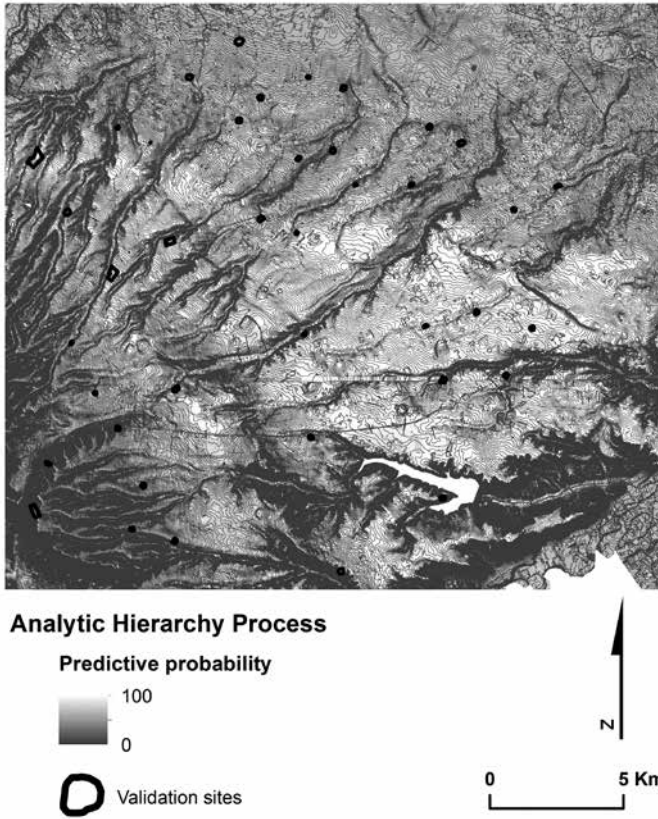 Analytic Hierarchy Process
Predictive probability
100
0
Validation sites
N
0 5 Km